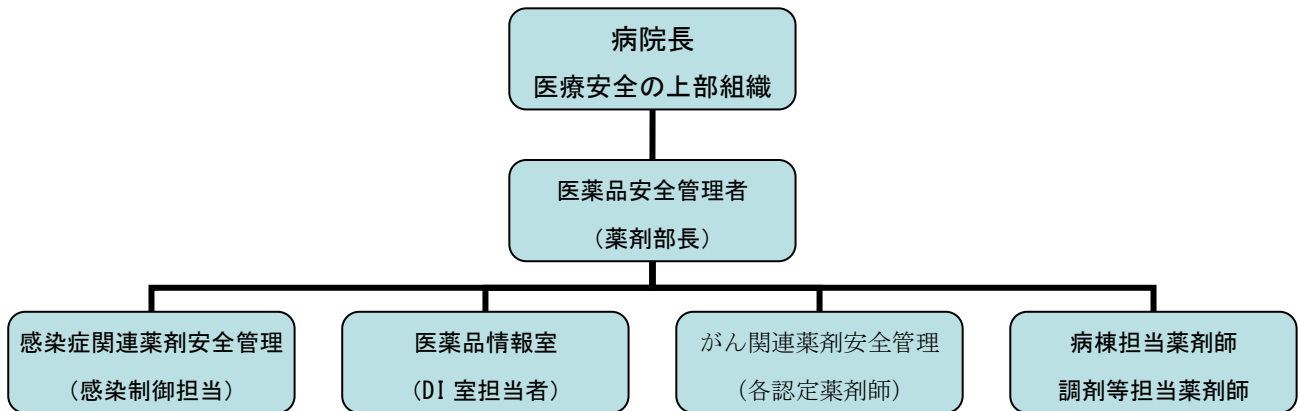 病院長
医療安全の上部組織
医薬品安全管理者
（薬剤部長）
感染症関連薬剤安全管理
（感染制御担当）
医薬品情報室
（DI 室担当者）
がん関連薬剤安全管理
（各認定薬剤師）
病棟担当薬剤師
調剤等担当薬剤師